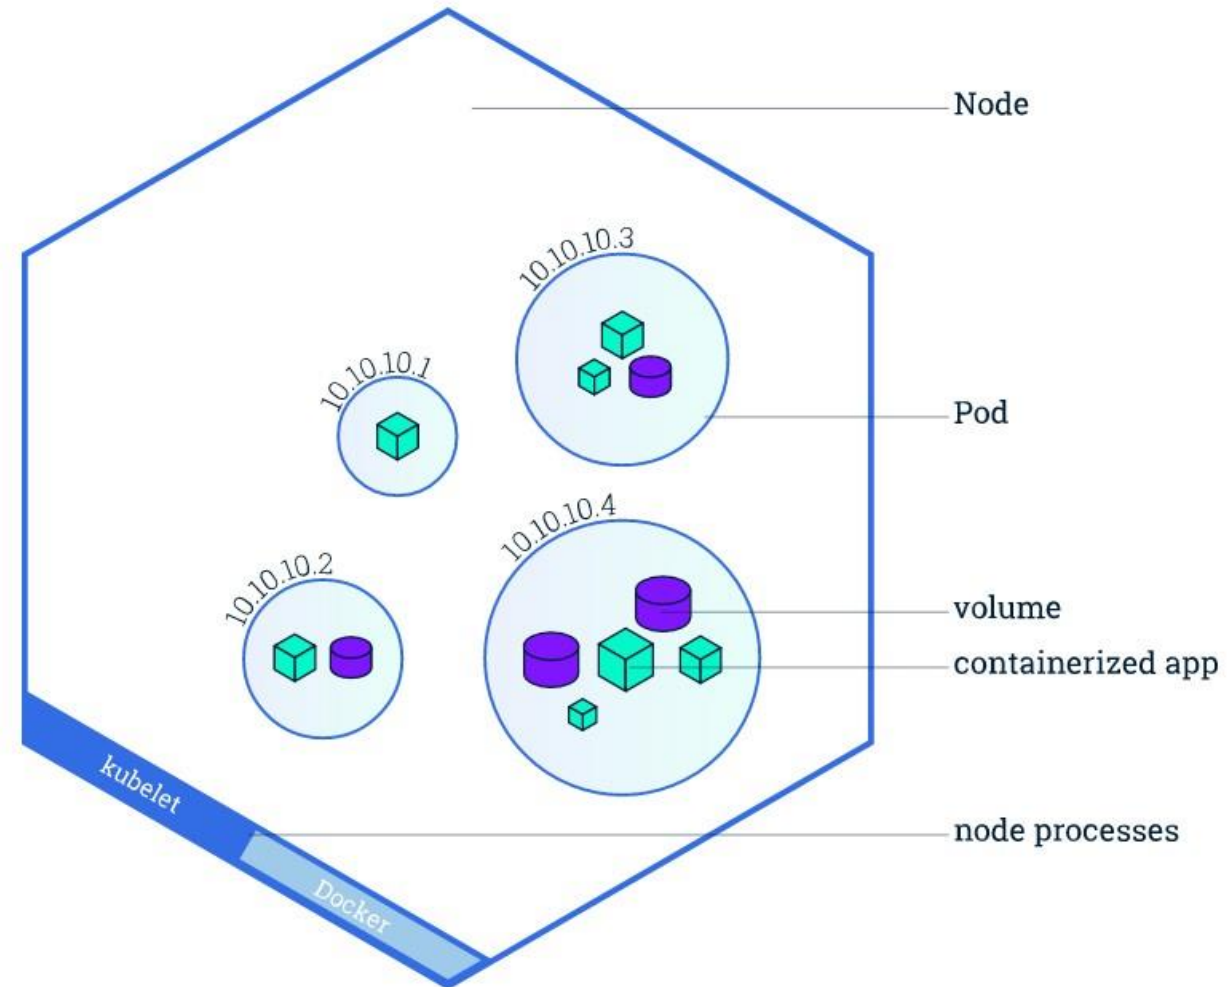 Node
10.10.10.3
10.10.10.1
Pod
10.10.10.4
10.10.10.2
volume
containerized app
kubelet
node processes
Docker